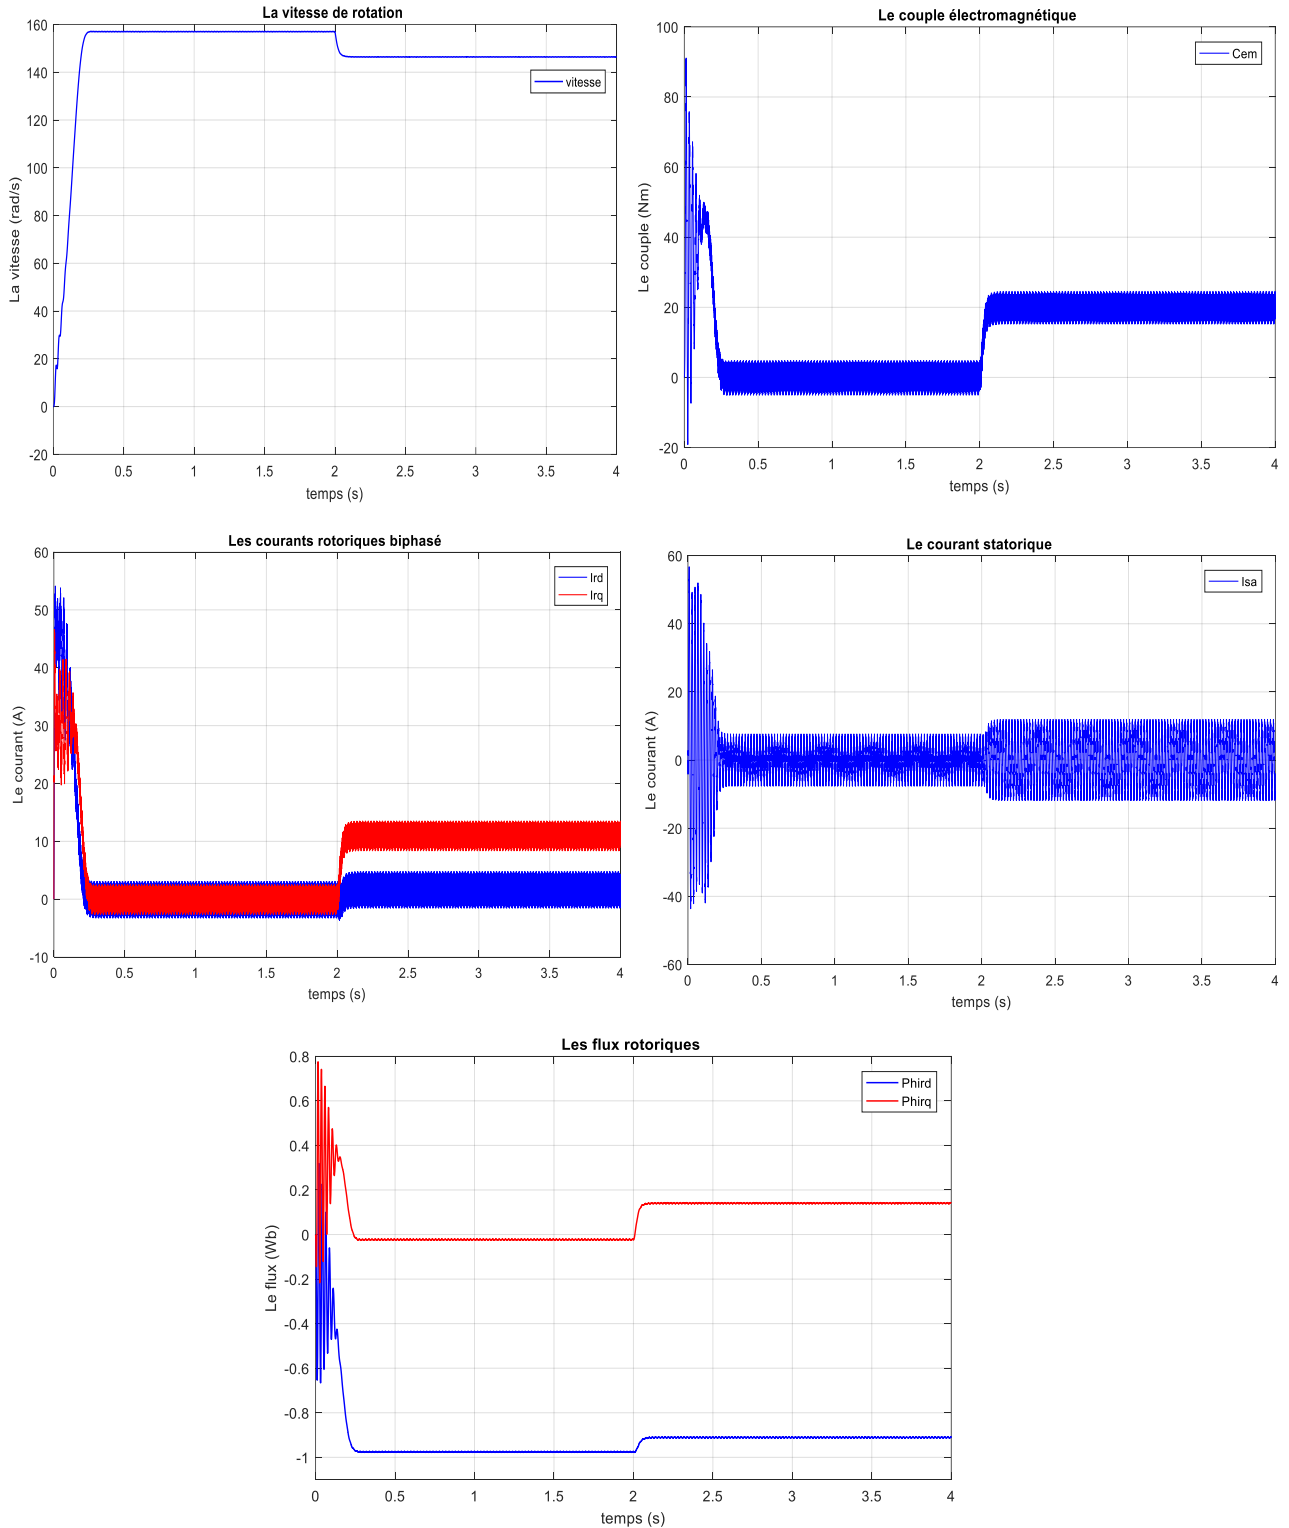 La vitesse de rotation
La vitesse (rad/s)
160
140
120
100
80
60
40
20
0
-20
vitesse
0 0.5 1 1.5 2 2.5 3 3.5 4
temps (s)
Le couple électromagnétique
Le couple (Nm)
100
80
60
40
20
0
-20
Cem
0 0.5 1 1.5 2 2.5 3 3.5 4
temps (s)
Les courants rotoriques biphasé
Le courant (A)
60
50
40
30
20
10
0
-10
Ird
Irq
0 0.5 1 1.5 2 2.5 3 3.5 4
temps (s)
Le courant statorique
Le courant (A)
60
40
20
0
-20
-40
-60
Isa
0 0.5 1 1.5 2 2.5 3 3.5 4
temps (s)
Les flux rotoriques
Le flux (Wb)
0.8
0.6
0.4
0.2
0
-0.2
-0.4
-0.6
-0.8
-1
Phird
Phirq
0 0.5 1 1.5 2 2.5 3 3.5 4
temps (s)